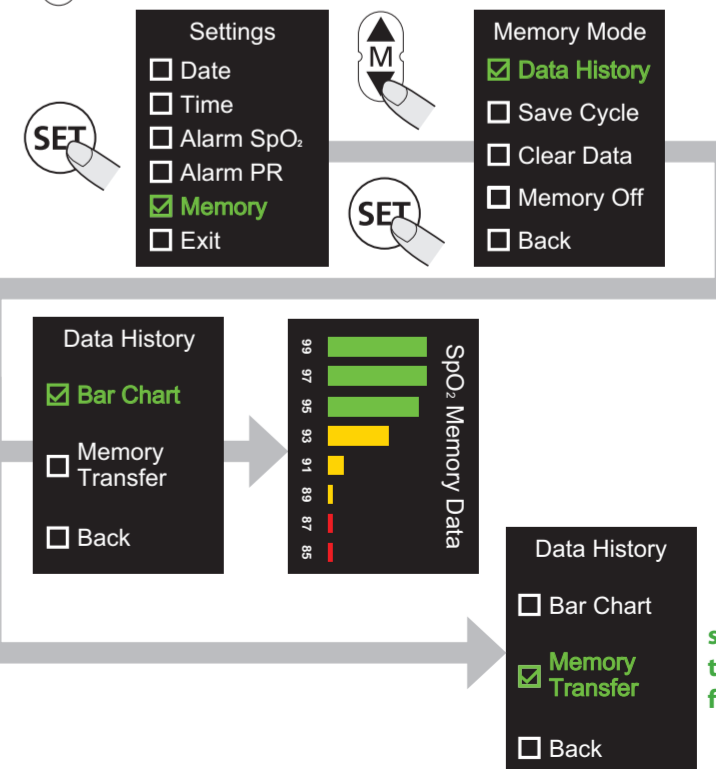 SET
Settings
Date
Time
Alarm SpO₂
Alarm PR
Memory
Exit
M
SET
Memory Mode
Data History
Save Cycle
Clear Data
Memory Off
Back
Data History
Bar Chart
Memory
Transfer
Back
SpO₂ Memory Data
99
97
95
93
91
89
87
85
Data History
Bar Chart
Memory
Transfer
Back
s
t
f